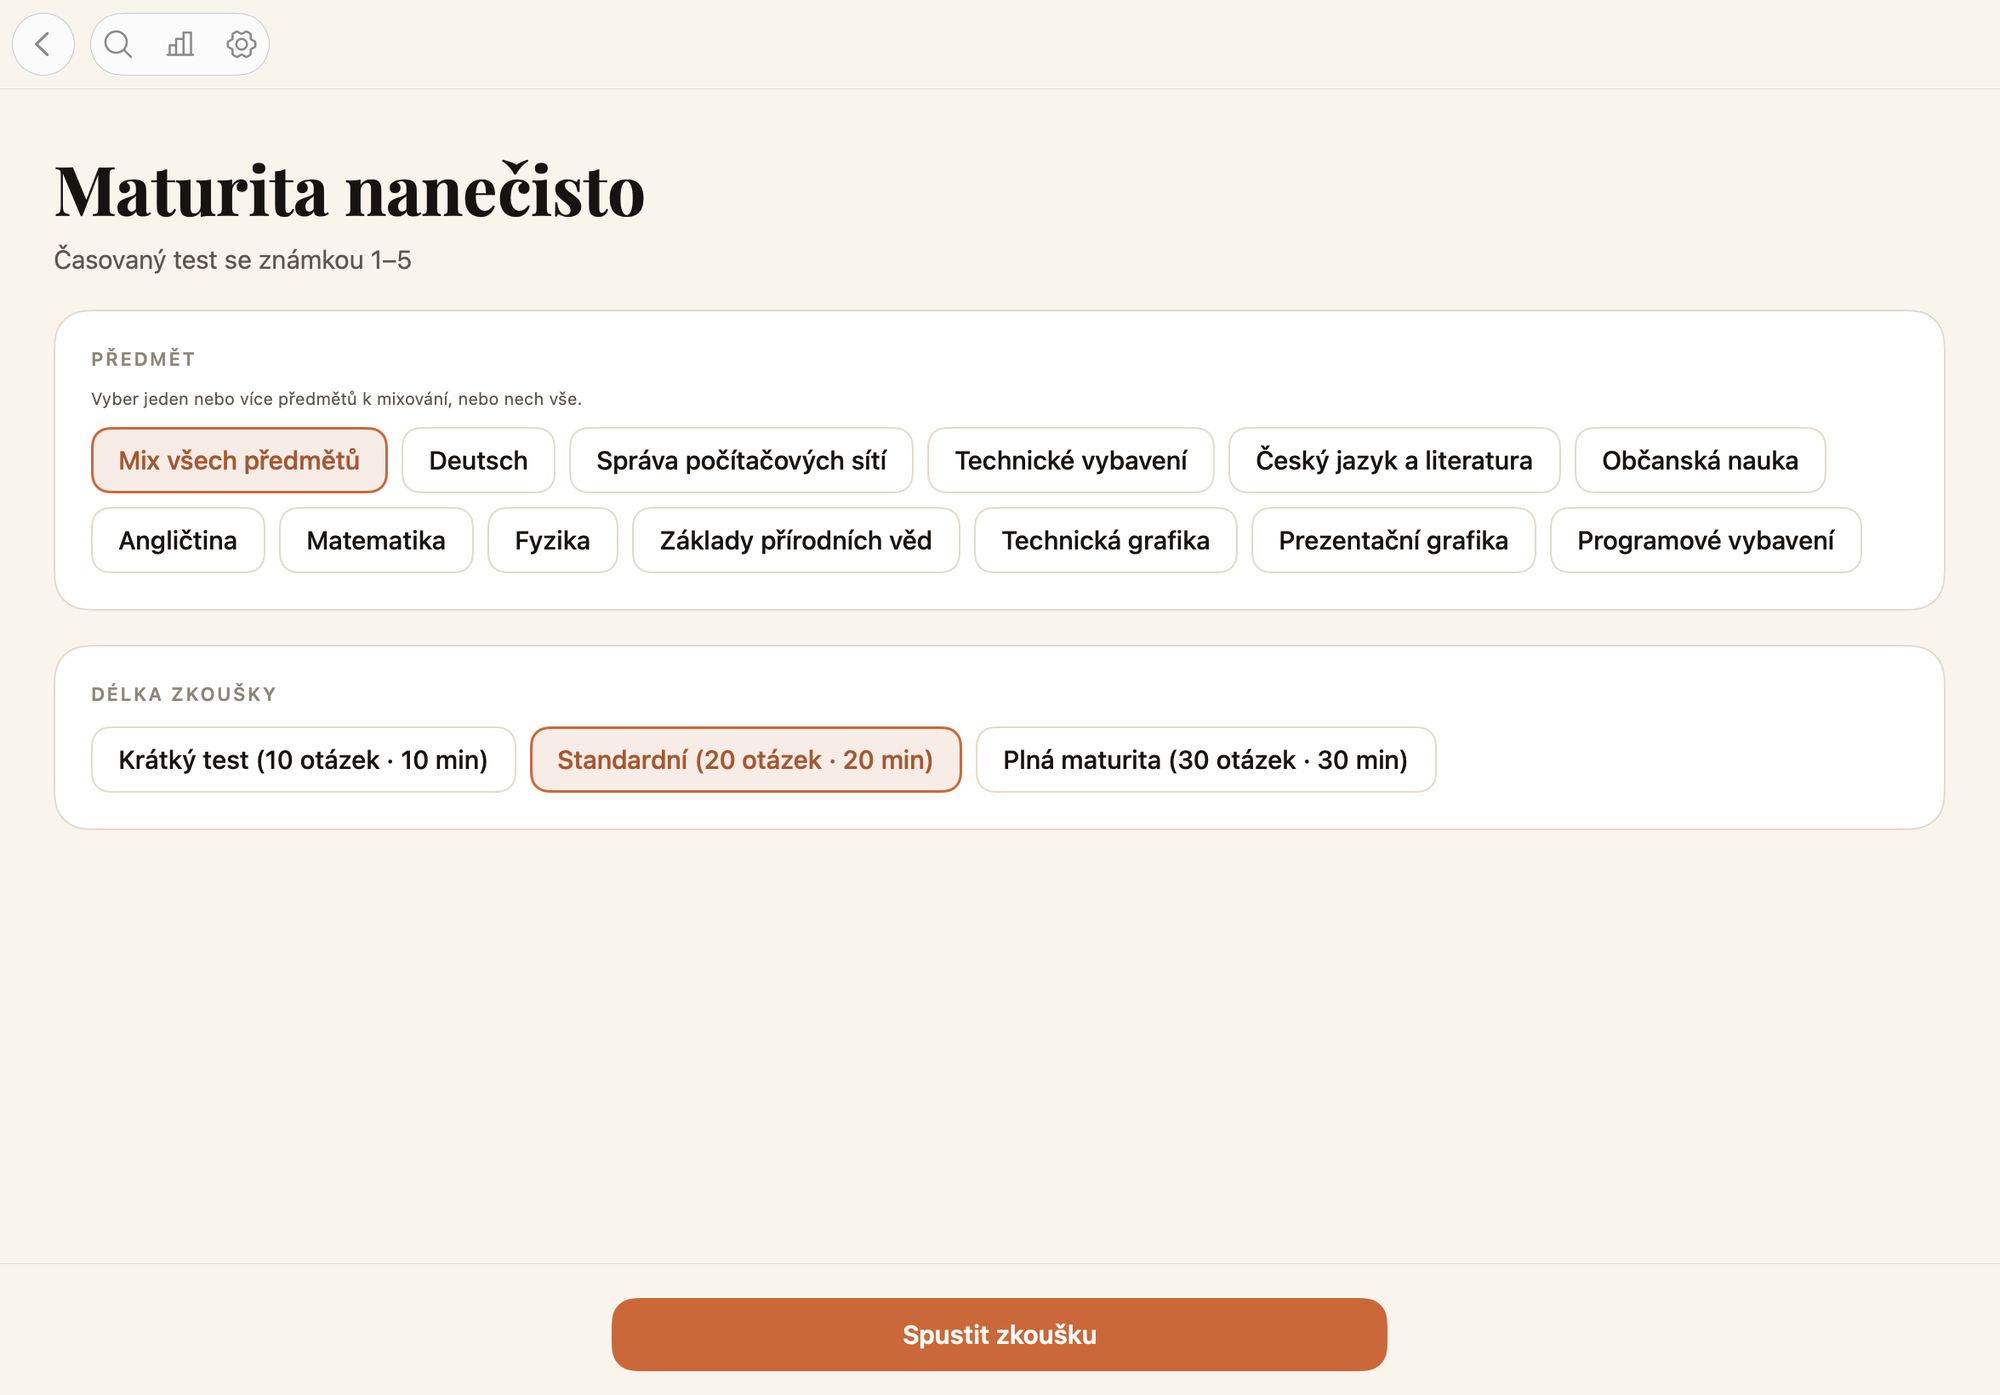 Maturita nanečisto
Časovaný test se známkou 1–5
PŘEDMĚT
Vyber jeden nebo více předmětů k mixování, nebo nech vše.
Mix všech předmětů Deutsch Správa počítačových sítí Technické vybavení Český jazyk a literatura Občanská nauka
Angličtina Matematika Fyzika Základy přírodních věd Technická grafika Prezentační grafika Programové vybavení
DÉLKA ZKOUŠKY
Krátký test (10 otázek · 10 min) Standardní (20 otázek · 20 min) Plná maturita (30 otázek · 30 min)
Spustit zkoušku